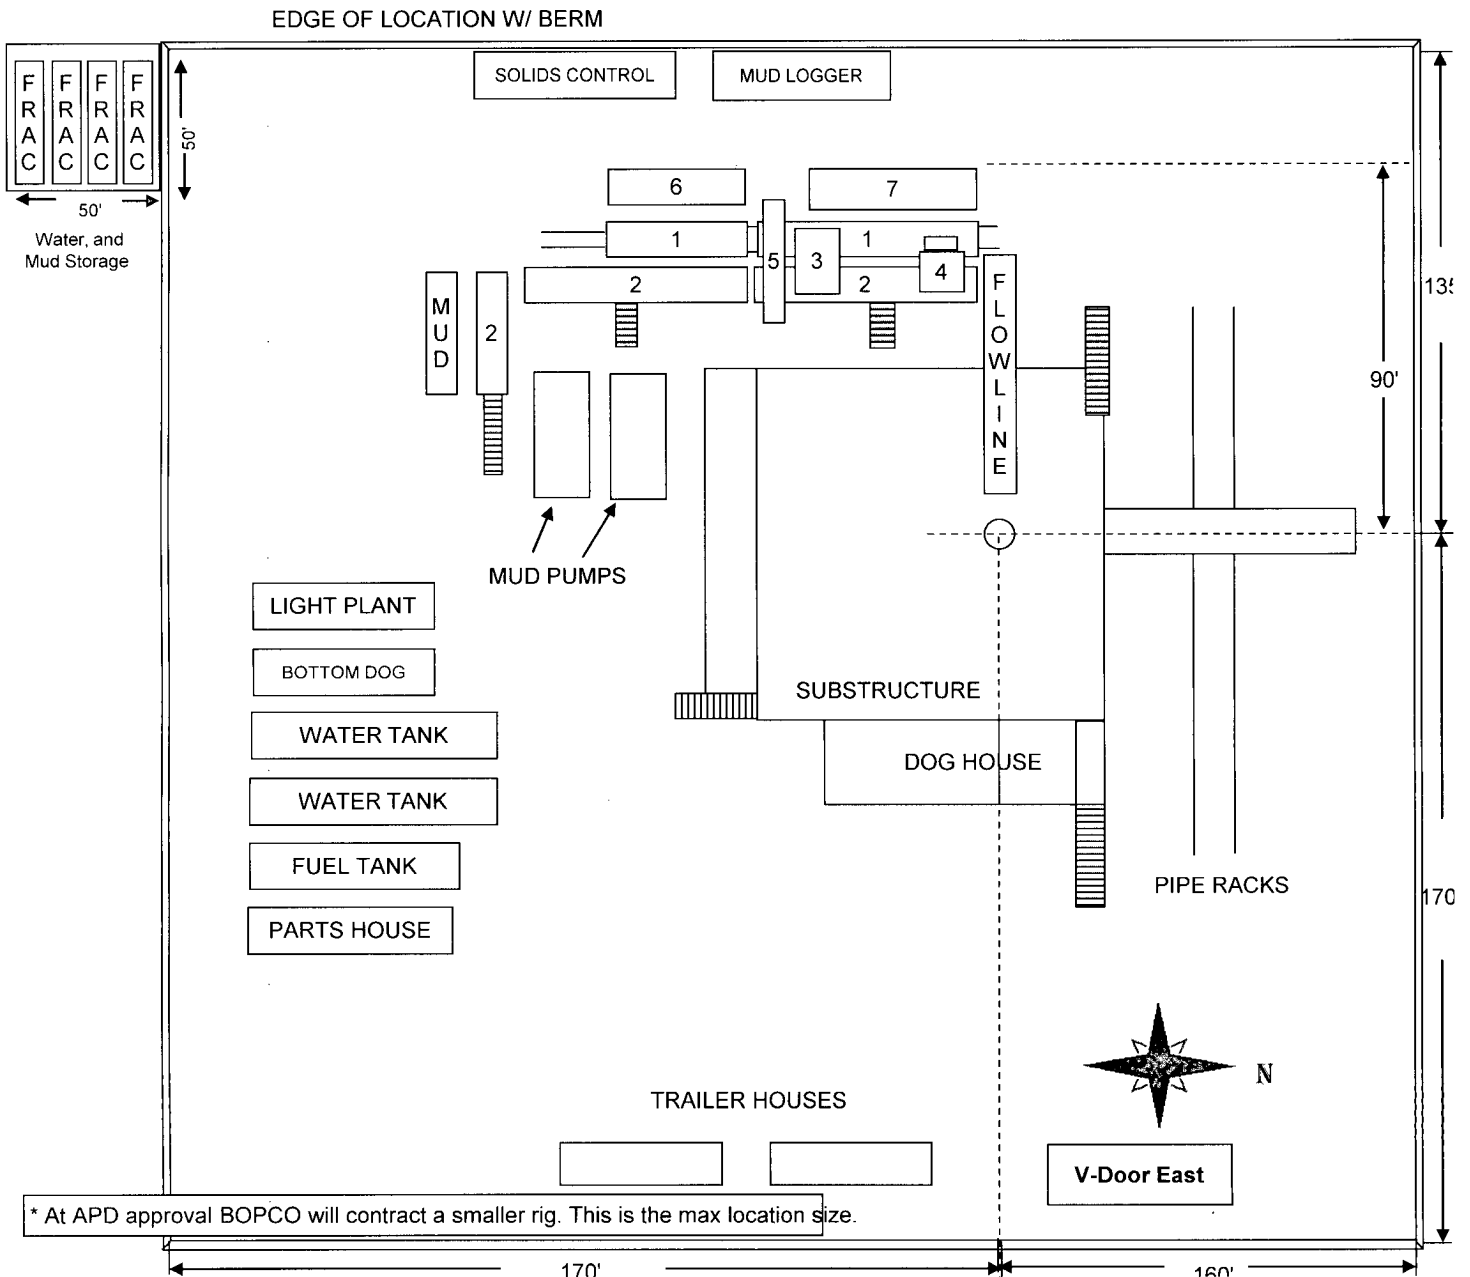 EDGE OF LOCATION W/ BERM
SOLIDS CONTROL
MUD LOGGER
FRAC
FRAC
FRAC
FRAC
50'
50'
Water, and
Mud Storage
6
7
1
1
5
3
4
2
2
2
MUD
FLOWLINE
90'
MUD PUMPS
LIGHT PLANT
BOTTOM DOG
WATER TANK
WATER TANK
FUEL TANK
PARTS HOUSE
SUBSTRUCTURE
DOG HOUSE
PIPE RACKS
170
N
TRAILER HOUSES
V-Door East
* At APD approval BOPCO will contract a smaller rig. This is the max location size.
170'
160'